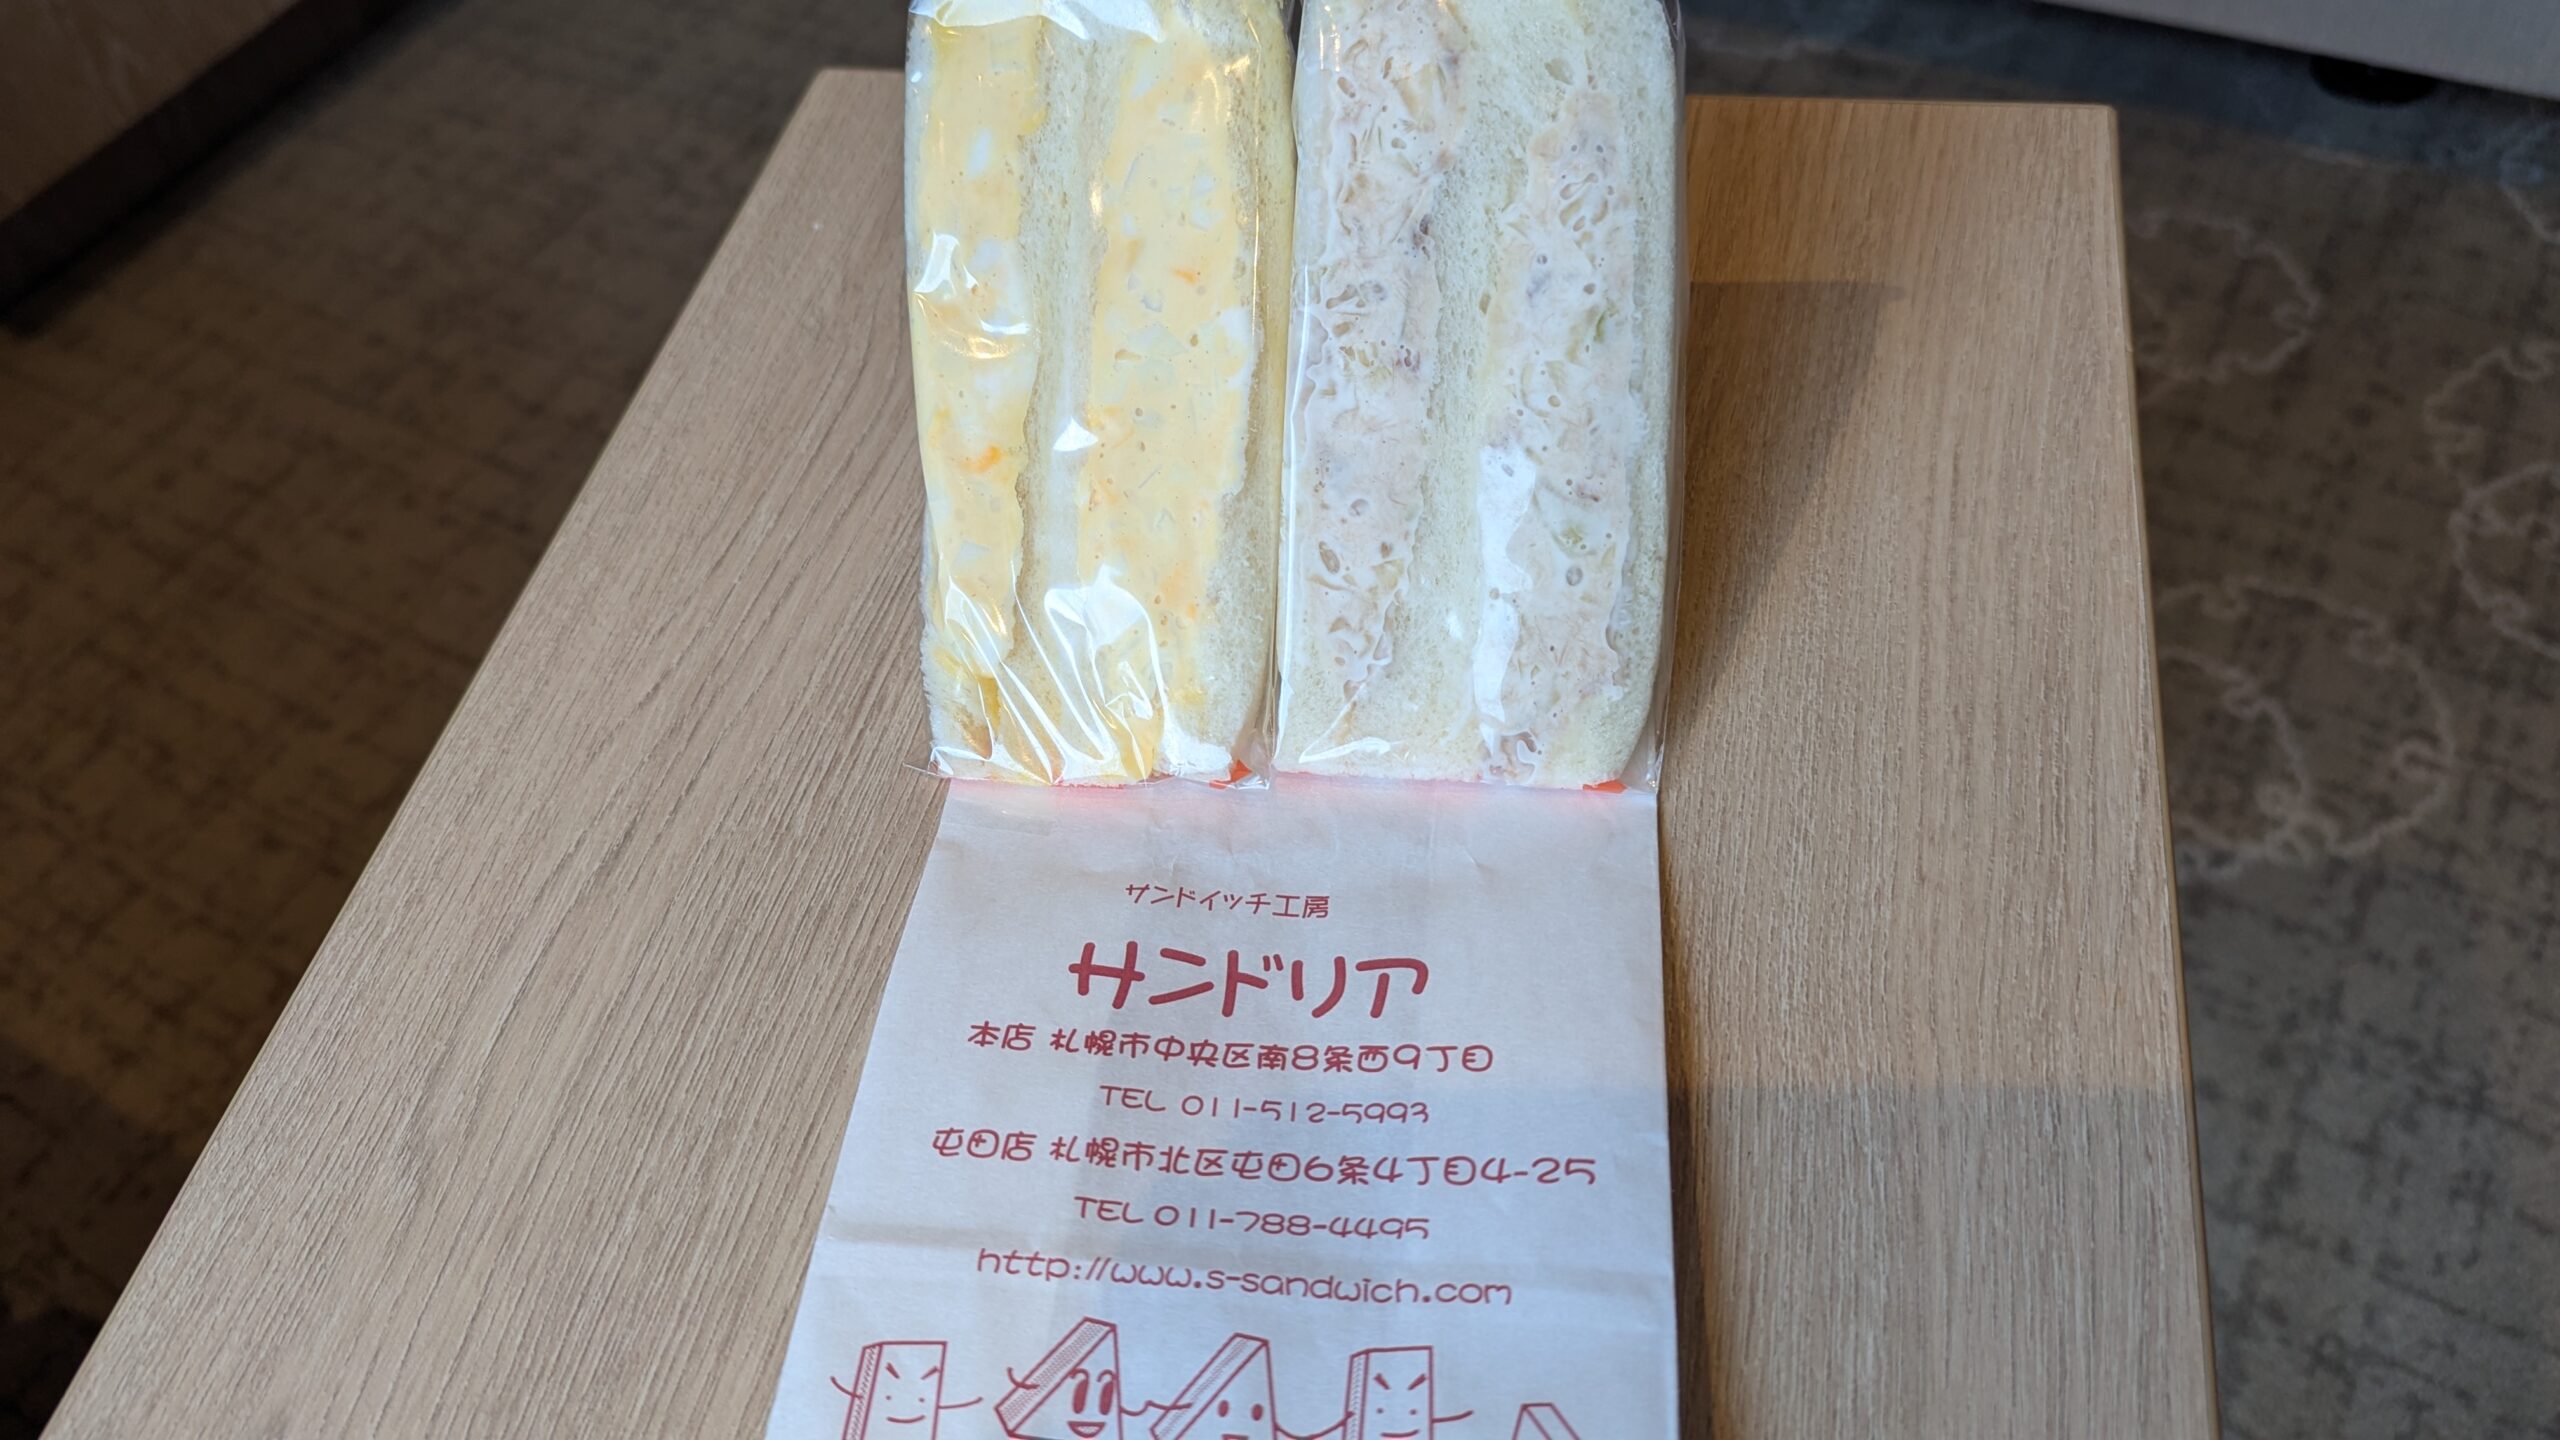 サンドイッチ工房
サンドリア
本店 札幌市中央区南8条西9丁目
TEL 011-512-5993
屯田店 札幌市北区屯田6条4丁目4-25
TEL 011-788-4495
http://www.s-sandwich.com